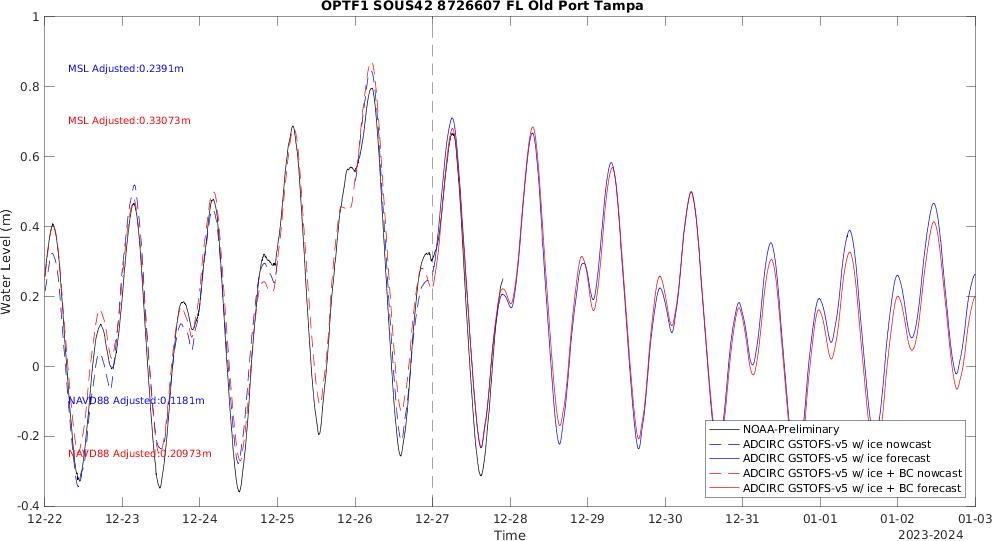 OPTF1 SOUS42 8726607 FL Old Port Tampa
1
0.8
0.6
0.4
0.2
0
-0.2
-0.4
Water Level (m)
MSL Adjusted:0.2391m
MSL Adjusted:0.33073m
NAVD88 Adjusted:0.1181m
NAVD88 Adjusted:0.20973m
NOAA-Preliminary
ADCIRC GSTOFS-v5 w/ ice nowcast
ADCIRC GSTOFS-v5 w/ ice forecast
ADCIRC GSTOFS-v5 w/ ice + BC nowcast
ADCIRC GSTOFS-v5 w/ ice + BC forecast
12-22 12-23 12-24 12-25 12-26 12-27 12-28 12-29 12-30 12-31 01-01 01-02 01-03
Time
2023-2024